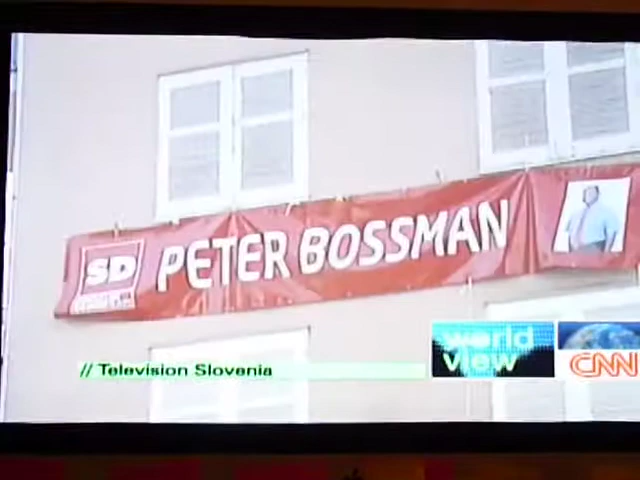 SD
PETER BOSSMAN
// Television Slovenia
world
view
CNN